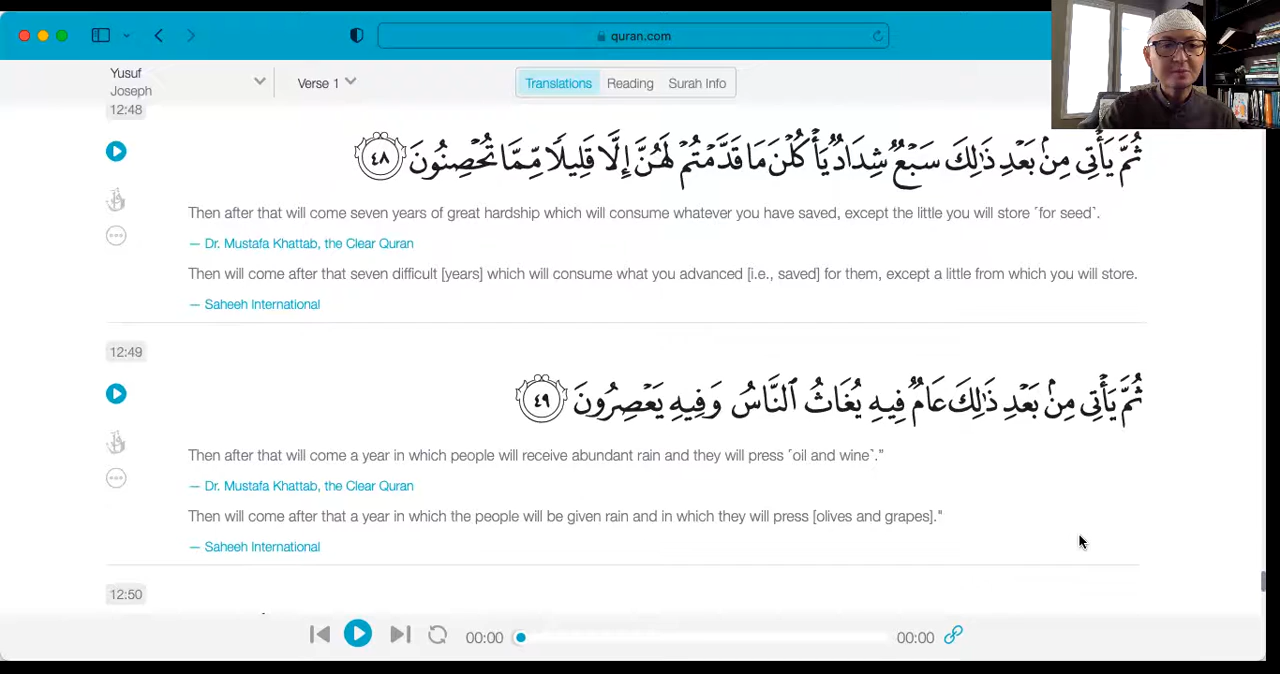 quran.com
Yusuf
Joseph
Verse 1
Translations Reading Surah Info
12:48
ثُمَّ يَأْتِى مِنۢ بَعْدِ ذَٰلِكَ سَبْعٌ شِدَادٌ يَأْكُلْنَ مَا قَدَّمْتُمْ لَهُنَّ إِلَّا قَلِيلًا مِّمَّا تُحْصِنُونَ ٤٨
Then after that will come seven years of great hardship which will consume whatever you have saved, except the little you will store ˹for seed˺.
— Dr. Mustafa Khattab, the Clear Quran
Then will come after that seven difficult [years] which will consume what you advanced [i.e., saved] for them, except a little from which you will store.
— Saheeh International
12:49
ثُمَّ يَأْتِى مِنۢ بَعْدِ ذَٰلِكَ عَامٌ فِيهِ يُغَاثُ ٱلنَّاسُ وَفِيهِ يَعْصِرُونَ ٤٩
Then after that will come a year in which people will receive abundant rain and they will press ˹oil and wine˺.”
— Dr. Mustafa Khattab, the Clear Quran
Then will come after that a year in which the people will be given rain and in which they will press [olives and grapes]."
— Saheeh International
12:50
00:00 00:00